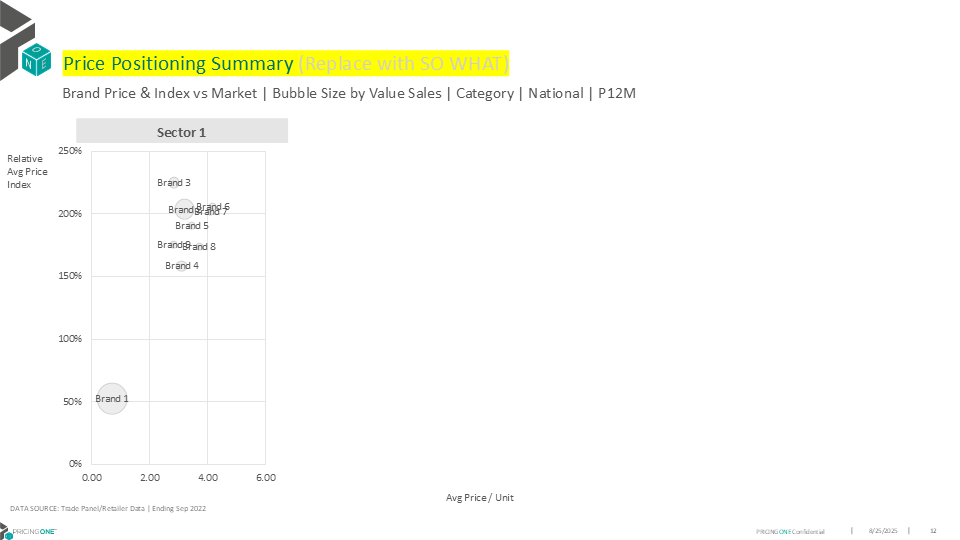 Price Positioning Summary (Replace with SO WHAT)
Brand Price & Index vs Market | Bubble Size by Value Sales | Category | National | P12M
Sector 1
Relative
Avg Price
Index
250%
200%
150%
100%
50%
0%
Brand 3
Brand
Brand 6
Brand 7
Brand 5
Brand 9
Brand 8
Brand 4
Brand 1
0.00 2.00 4.00 6.00
Avg Price / Unit
DATA SOURCE: Trade Panel/Retailer Data | Ending Sep 2022
PRICINGONE™
PRICINGONE Confidential | 8/25/2025 | 12
O
N E